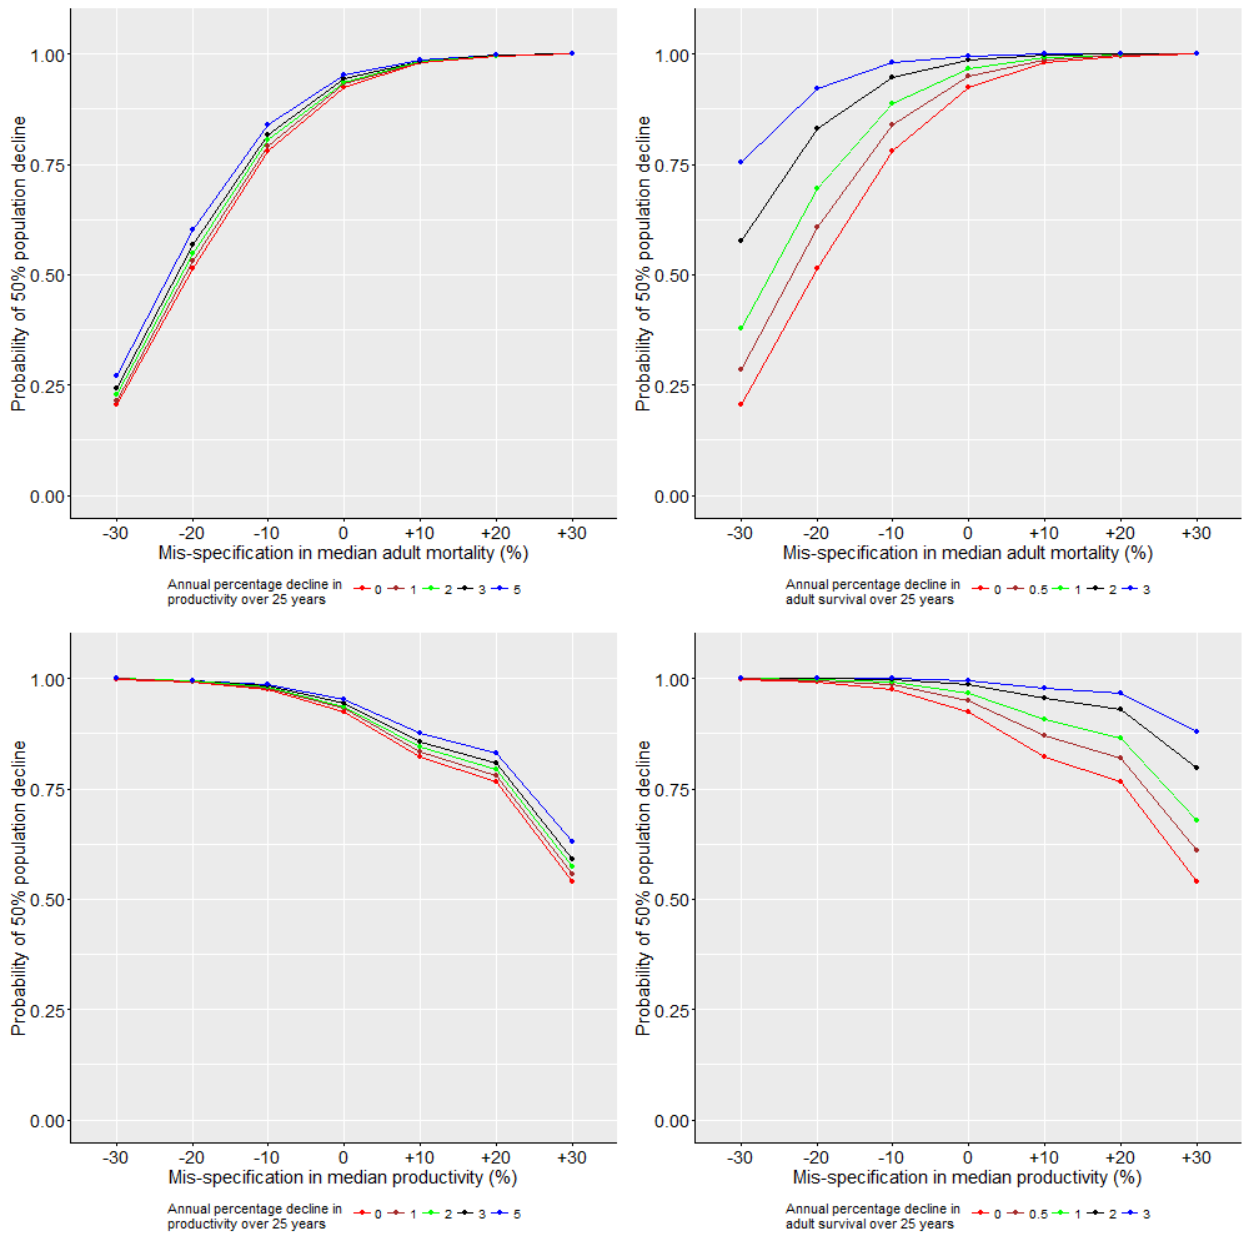 Probability of 50% population decline
1.00
0.75
0.50
0.25
0.00
-30 -20 -10 0 +10 +20 +30
Mis-specification in median adult mortality (%)
Annual percentage decline in
productivity over 25 years
0 1 2 3 5
Probability of 50% population decline
1.00
0.75
0.50
0.25
0.00
-30 -20 -10 0 +10 +20 +30
Mis-specification in median adult mortality (%)
Annual percentage decline in
adult survival over 25 years
0 0.5 1 2 3
Probability of 50% population decline
1.00
0.75
0.50
0.25
0.00
-30 -20 -10 0 +10 +20 +30
Mis-specification in median productivity (%)
Annual percentage decline in
productivity over 25 years
0 1 2 3 5
Probability of 50% population decline
1.00
0.75
0.50
0.25
0.00
-30 -20 -10 0 +10 +20 +30
Mis-specification in median productivity (%)
Annual percentage decline in
adult survival over 25 years
0 0.5 1 2 3